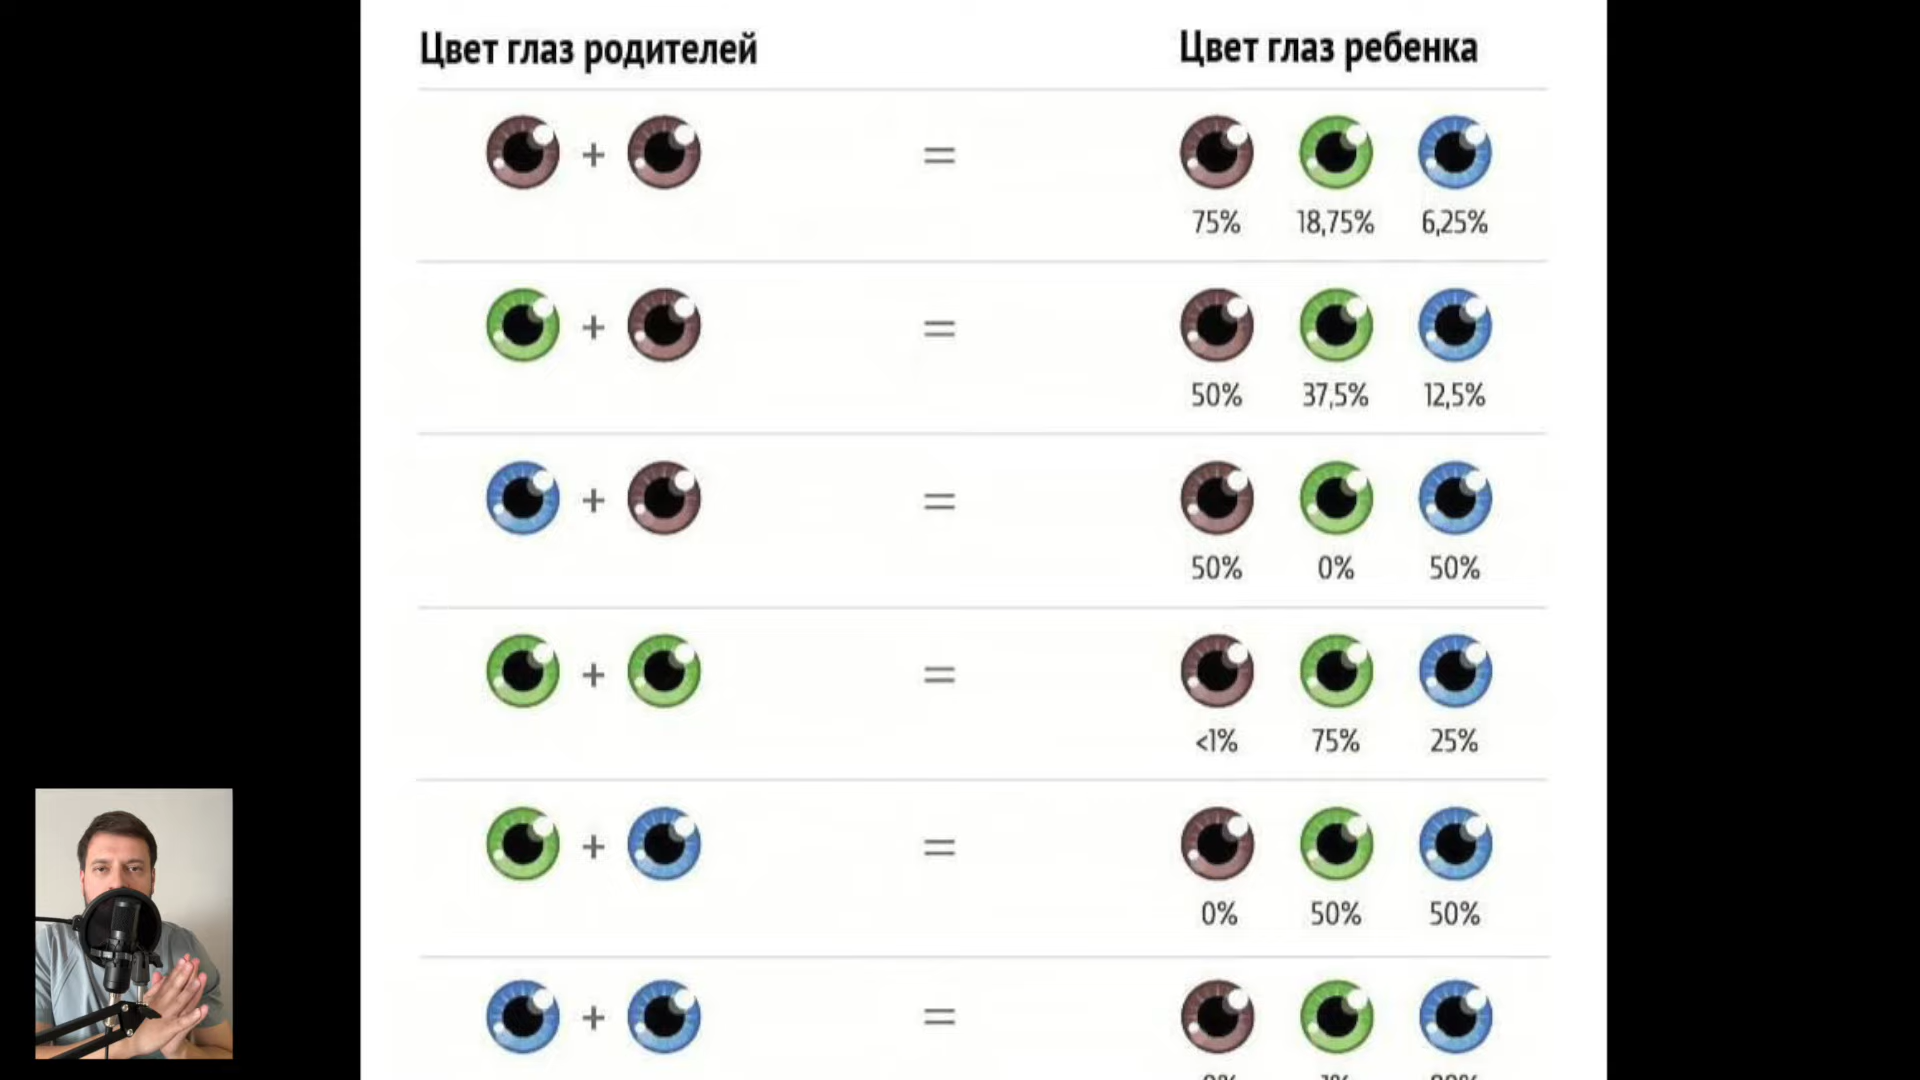 Цвет глаз родителей Цвет глаз ребенка
+ =
75% 18,75% 6,25%
+ =
50% 37,5% 12,5%
+ =
50% 0% 50%
+ =
<1% 75% 25%
+ =
0% 50% 50%
+ =